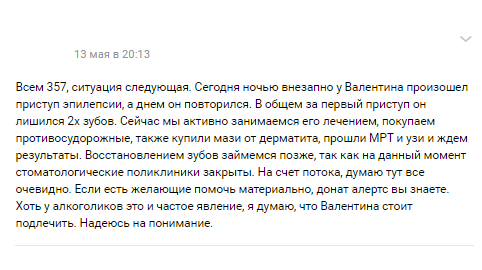 13 мая в 20:13
Всем 357, ситуация следующая. Сегодня ночью внезапно у Валентина произошел
приступ эпилепсии, а днем он повторился. В общем за первый приступ он
лишился 2х зубов. Сейчас мы активно занимаемся его лечением, покупаем
противосудорожные, также купили мази от дерматита, прошли МРТ и узи и ждем
результаты. Восстановлением зубов займемся позже, так как на данный момент
стоматологические поликлиники закрыты. На счет потока, думаю тут все
очевидно. Если есть желающие помочь материально, донат алертс вы знаете.
Хоть у алкоголиков это и частое явление, я думаю, что Валентина стоит
подлечить. Надеюсь на понимание.